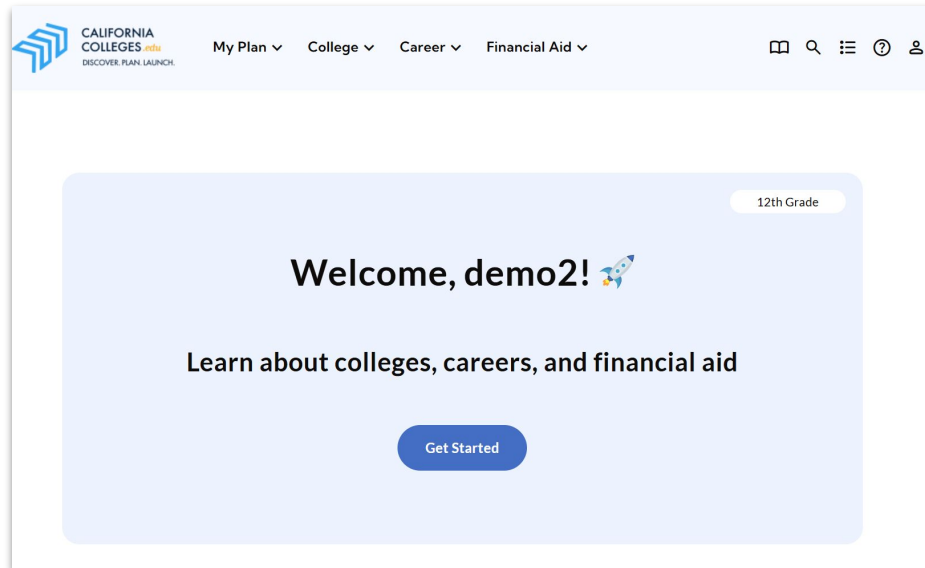 CALIFORNIA
COLLEGES.edu
DISCOVER. PLAN. LAUNCH.
My Plan
College
Career
Financial Aid
12th Grade
Welcome, demo2! 🚀
Learn about colleges, careers, and financial aid
Get Started